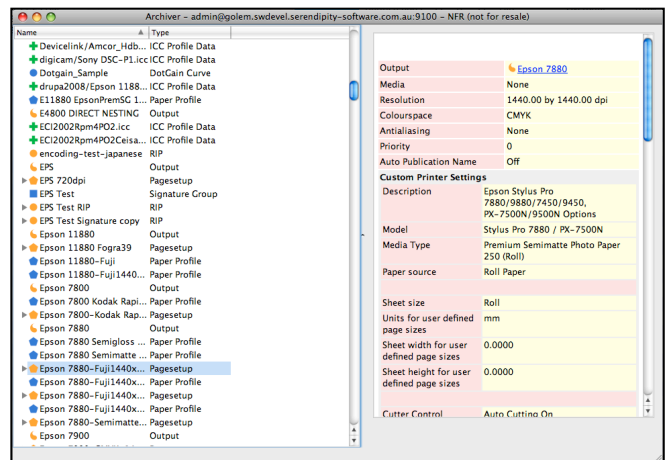 Archiver – admin@golem.swdevel.serendipity-software.com.au:9100 – NFR (not for resale)
Name Type
Devicelink/Amcor_Hdb... ICC Profile Data
digicam/Sony DSC-P1.icc ICC Profile Data
Dotgain_Sample DotGain Curve
drupa2008/Epson 1188... ICC Profile Data
E11880 EpsonPremSG 1... Paper Profile
E4800 DIRECT NESTING Output
ECI2002Rpm4PO2.icc ICC Profile Data
ECI2002Rpm4PO2Ceisa... ICC Profile Data
encoding-test-japanese RIP
EPS Output
EPS 720dpi Pagesetup
EPS Test Signature Group
EPS Test RIP RIP
EPS Test Signature copy RIP
Epson 11880 Output
Epson 11880 Fogra39 Pagesetup
Epson 11880-Fuji Paper Profile
Epson 11880-Fuji1440... Paper Profile
Epson 7800 Output
Epson 7800 Kodak Rapi... Paper Profile
Epson 7800-Kodak Rap... Pagesetup
Epson 7880 Output
Epson 7880 Semigloss ... Paper Profile
Epson 7880 Semimatte ... Paper Profile
Epson 7880-Fuji1440x... Pagesetup
Epson 7880-Fuji1440x... Paper Profile
Epson 7880-Fuji1440x... Pagesetup
Epson 7880-Fuji1440x... Paper Profile
Epson 7880-Semimatte... Pagesetup
Epson 7900 Output
Output Epson 7880
Media None
Resolution 1440.00 by 1440.00 dpi
Colourspace CMYK
Antialiasing None
Priority 0
Auto Publication Name Off
Custom Printer Settings
Description Epson Stylus Pro
7880/9880/7450/9450,
PX-7500N/9500N Options
Model Stylus Pro 7880 / PX-7500N
Media Type Premium Semimatte Photo Paper
250 (Roll)
Paper source Roll Paper
Sheet size Roll
Units for user defined mm
page sizes
Sheet width for user 0.0000
defined page sizes
Sheet height for user 0.0000
defined page sizes
Cutter Control Auto Cutting On